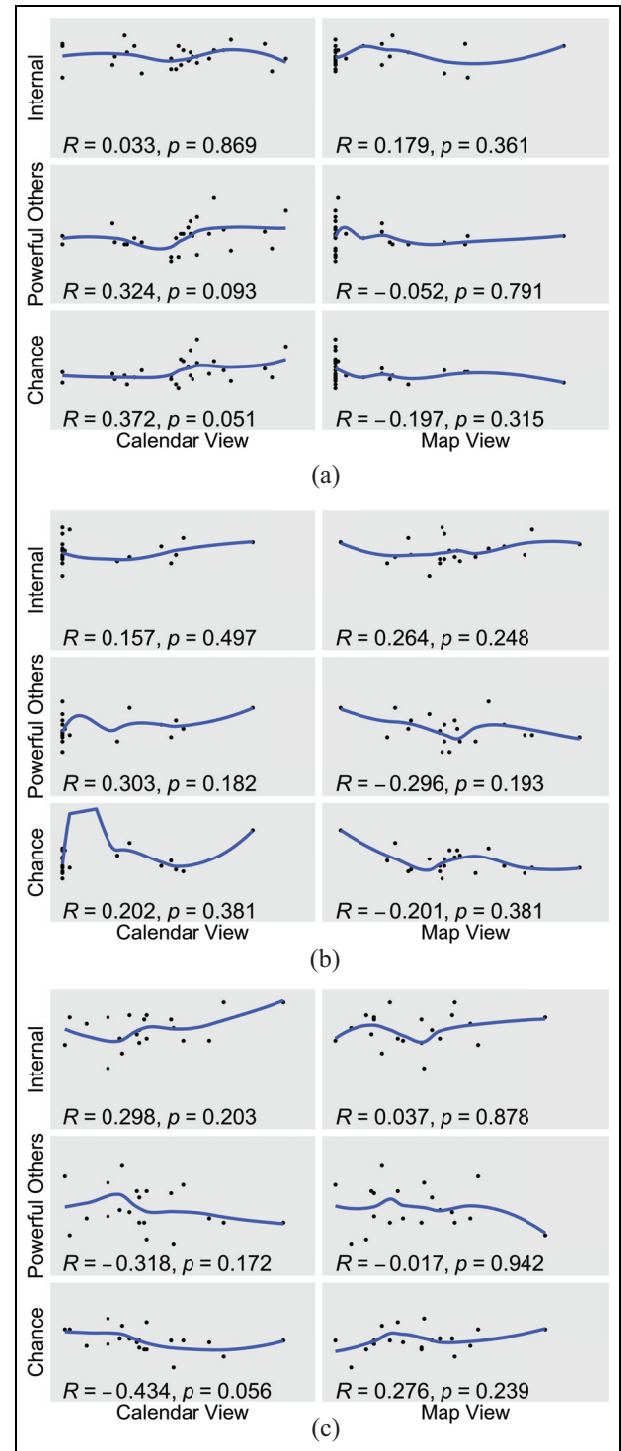 Internal
R = 0.033, p = 0.869
R = 0.179, p = 0.361
Powerful Others
R = 0.324, p = 0.093
R = −0.052, p = 0.791
Chance
R = 0.372, p = 0.051
R = −0.197, p = 0.315
Calendar View
Map View
(a)
Internal
R = 0.157, p = 0.497
R = 0.264, p = 0.248
Powerful Others
R = 0.303, p = 0.182
R = −0.296, p = 0.193
Chance
R = 0.202, p = 0.381
R = −0.201, p = 0.381
Calendar View
Map View
(b)
Internal
R = 0.298, p = 0.203
R = 0.037, p = 0.878
Powerful Others
R = −0.318, p = 0.172
R = −0.017, p = 0.942
Chance
R = −0.434, p = 0.056
R = 0.276, p = 0.239
Calendar View
Map View
(c)